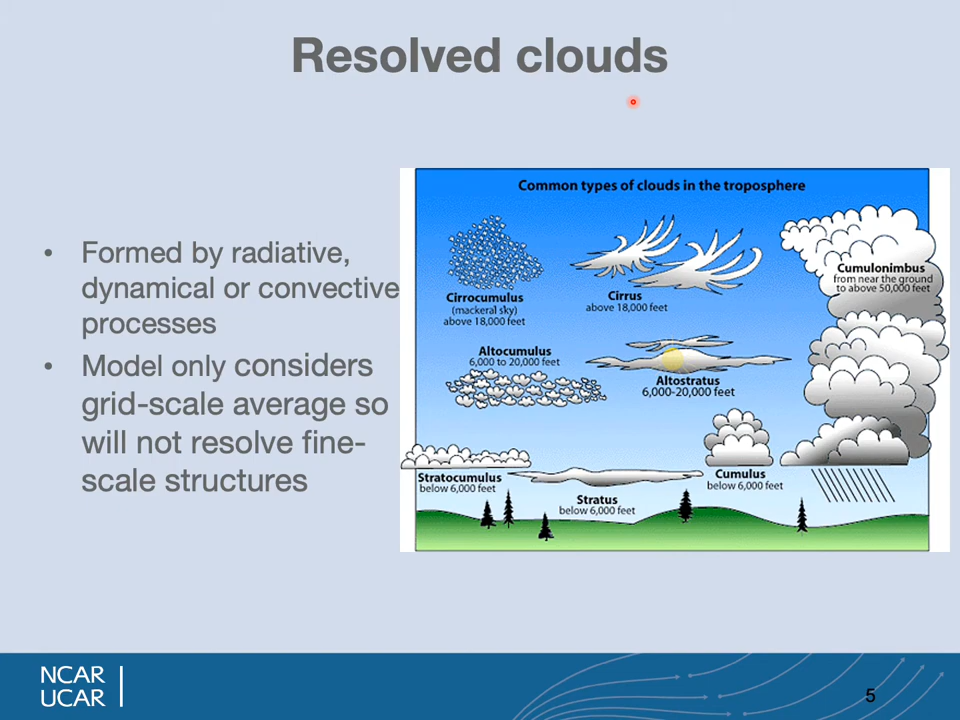 Resolved clouds
• Formed by radiative,
dynamical or convective
processes
• Model only considers
grid-scale average so
will not resolve fine-
scale structures
Common types of clouds in the troposphere
Cirrocumulus
(mackeral sky)
above 18,000 feet
Cirrus
above 18,000 feet
Cumulonimbus
from near the ground
to above 50,000 feet
Altocumulus
6,000 to 20,000 feet
Altostratus
6,000-20,000 feet
Stratocumulus
below 6,000 feet
Stratus
below 6,000 feet
Cumulus
below 6,000 feet
NCAR
UCAR
5